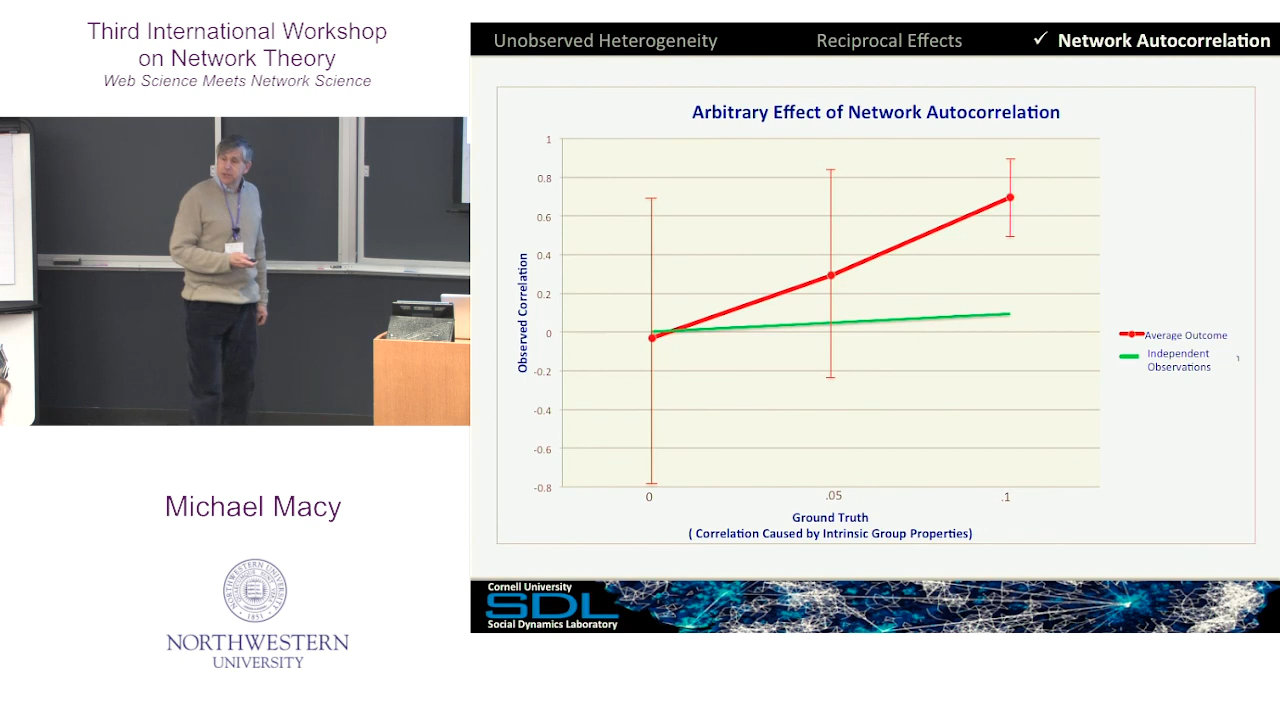 Third International Workshop
on Network Theory
Web Science Meets Network Science
Michael Macy
NORTHWESTERN UNIVERSITY
1851
NORTHWESTERN
UNIVERSITY
Unobserved Heterogeneity
Reciprocal Effects
✓ Network Autocorrelation
Arbitrary Effect of Network Autocorrelation
Observed Correlation
1
0.8
0.6
0.4
0.2
0
-0.2
-0.4
-0.6
-0.8
0
.05
.1
Ground Truth
( Correlation Caused by Intrinsic Group Properties)
Average Outcome
Independent
Observations
Cornell University
SDL
Social Dynamics Laboratory